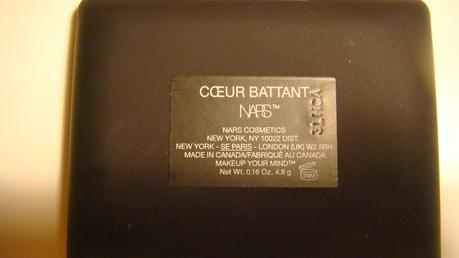 CŒUR BATTANT
NARS™
NARS COSMETICS
NEW YORK, NY 10022 DIST.
NEW YORK - SE PARIS - LONDON (UK) W2 5RH
MADE IN CANADA/FABRIQUÉ AU CANADA
MAKEUP YOUR MIND™
Net Wt. 0.16 Oz. 4.8 g
24M